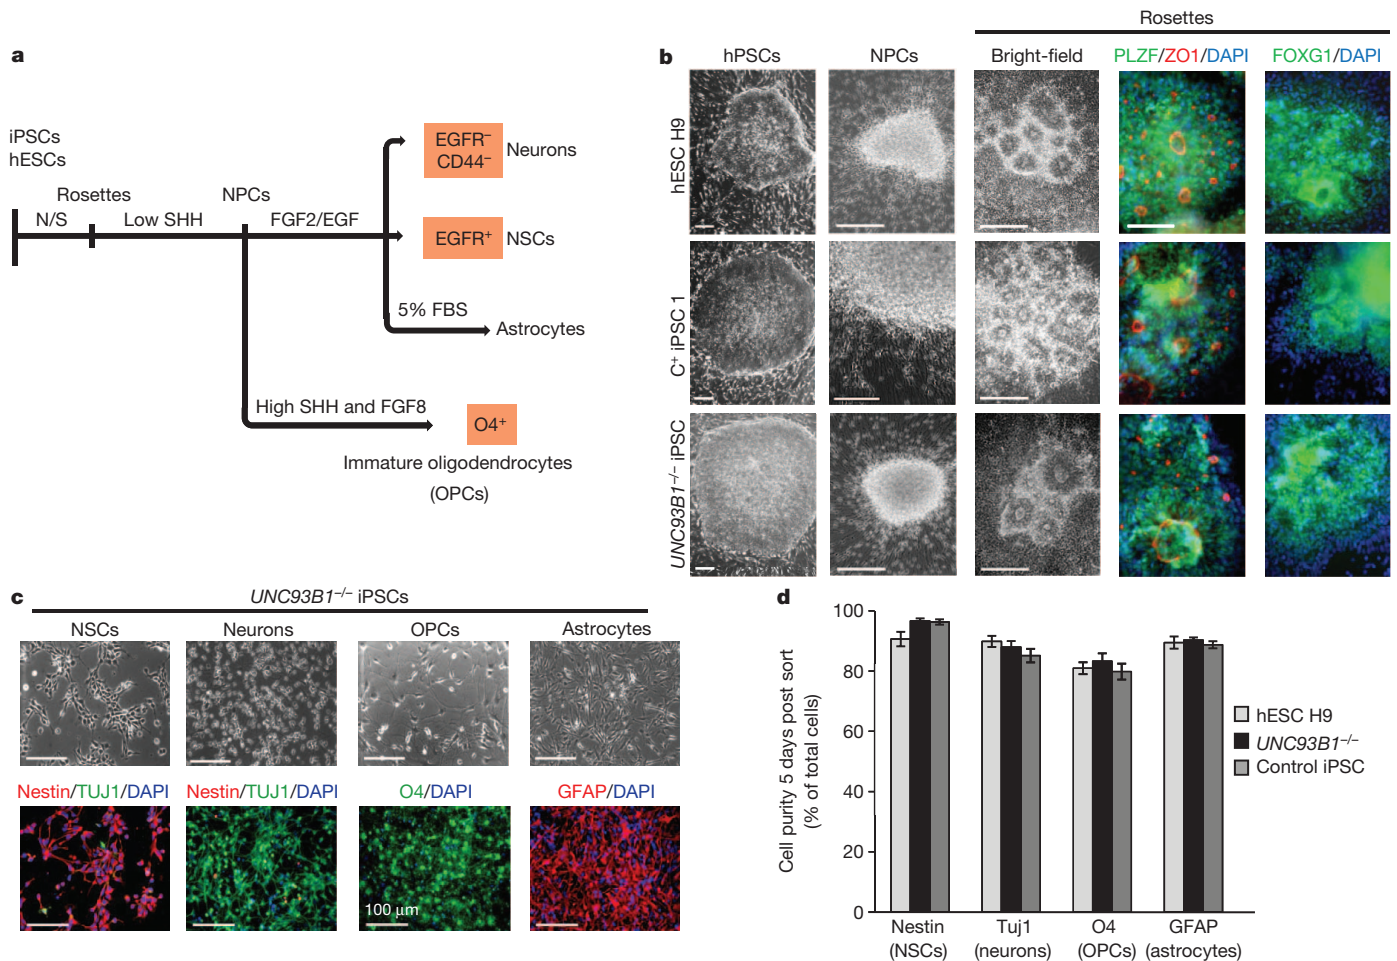 a
iPSCs
hESCs
Rosettes
N/S
Low SHH
NPCs
FGF2/EGF
EGFR–
CD44–
Neurons
EGFR+
NSCs
5% FBS
Astrocytes
High SHH and FGF8
O4+
Immature oligodendrocytes
(OPCs)
b
Rosettes
hPSCs
NPCs
Bright-field
PLZF/ZO1/DAPI
FOXG1/DAPI
hESC H9
C+ iPSC 1
UNC93B1–/– iPSC
c
UNC93B1–/– iPSCs
NSCs
Neurons
OPCs
Astrocytes
Nestin/TUJ1/DAPI
Nestin/TUJ1/DAPI
O4/DAPI
GFAP/DAPI
100 µm
d
Cell purity 5 days post sort
(% of total cells)
100
80
60
40
20
0
Nestin
(NSCs)
Tuj1
(neurons)
O4
(OPCs)
GFAP
(astrocytes)
hESC H9
UNC93B1–/–
Control iPSC